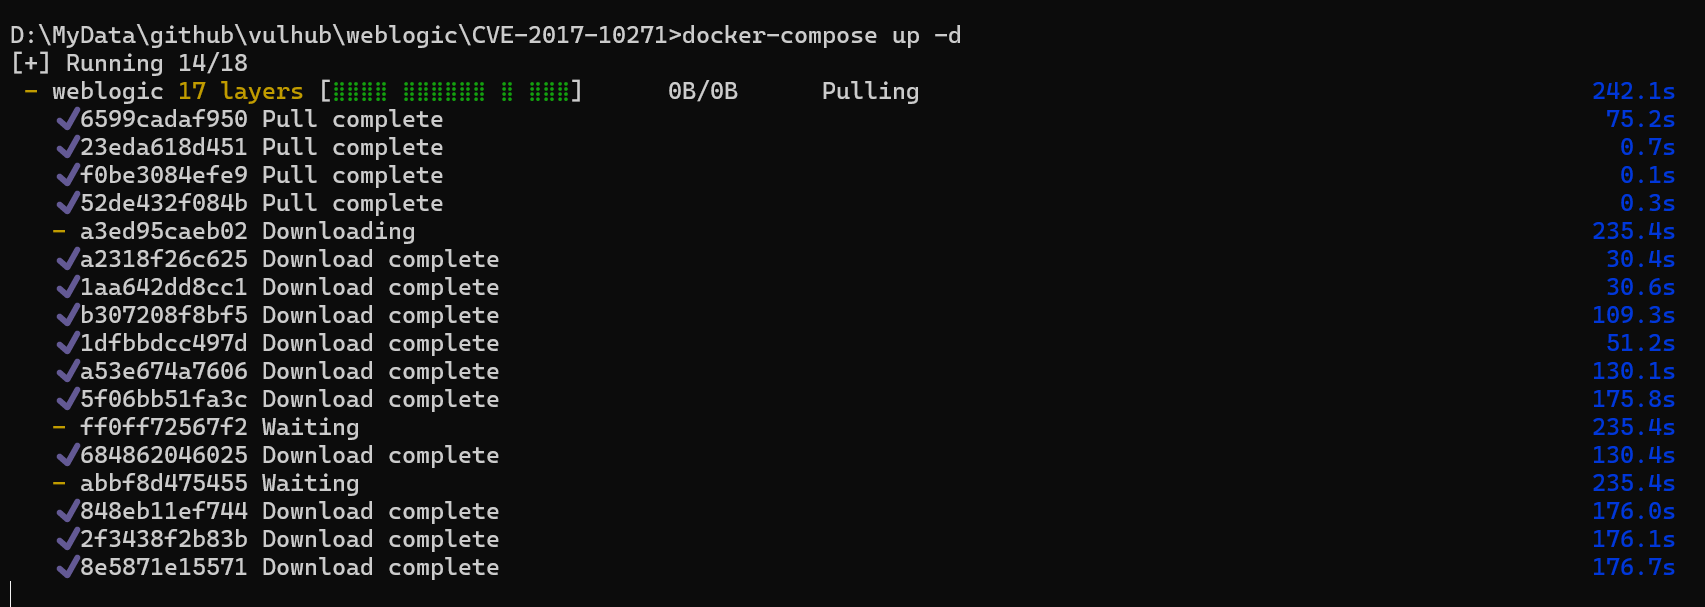 D:\MyData\github\vulhub\weblogic\CVE-2017-10271>docker-compose up -d
[+] Running 14/18
- weblogic 17 layers [⣿⣿⣿⣿ ⣿⣿⣿⣿⣿⣿ ⣿ ⣿⣿⣿] 0B/0B Pulling 242.1s
✔6599cadaf950 Pull complete 75.2s
✔23eda618d451 Pull complete 0.7s
✔f0be3084efe9 Pull complete 0.1s
✔52de432f084b Pull complete 0.3s
- a3ed95caeb02 Downloading 235.4s
✔a2318f26c625 Download complete 30.4s
✔1aa642dd8cc1 Download complete 30.6s
✔b307208f8bf5 Download complete 109.3s
✔1dfbbdcc497d Download complete 51.2s
✔a53e674a7606 Download complete 130.1s
✔5f06bb51fa3c Download complete 175.8s
- ff0ff72567f2 Waiting 235.4s
✔684862046025 Download complete 130.4s
- abbf8d475455 Waiting 235.4s
✔848eb11ef744 Download complete 176.0s
✔2f3438f2b83b Download complete 176.1s
✔8e5871e15571 Download complete 176.7s